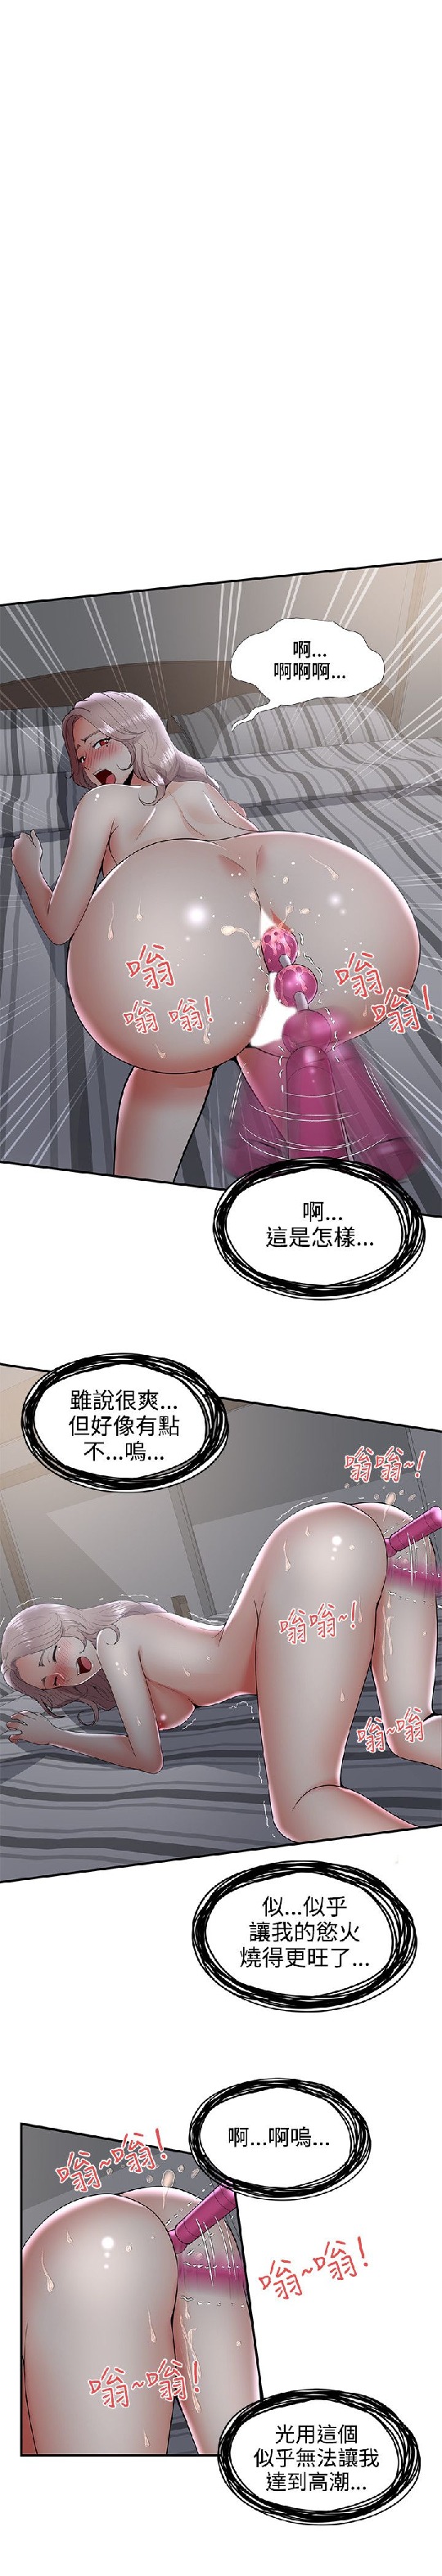 啊…
啊啊啊…
嗡
嗡 嗡!
嗡
嗡!
啊…
這是怎樣…
雖說很爽…
但好像有點
不…嗚…
嗡嗡~!
嗡嗡~!
嗡~嗡
似…似乎
讓我的慾火
燒得更旺了…
啊…啊嗚…
嗡~嗡!
嗡~嗡!
嗡~嗡!
光用這個
似乎無法讓我
達到高潮…